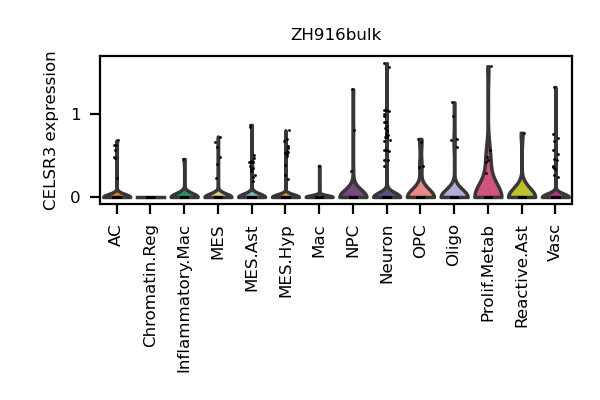 ZH916bulk
CELSR3 expression
1
0
AC
Chromatin.Reg
Inflammatory.Mac
MES
MES.Ast
MES.Hyp
Mac
NPC
Neuron
OPC
Oligo
Prolif.Metab
Reactive.Ast
Vasc